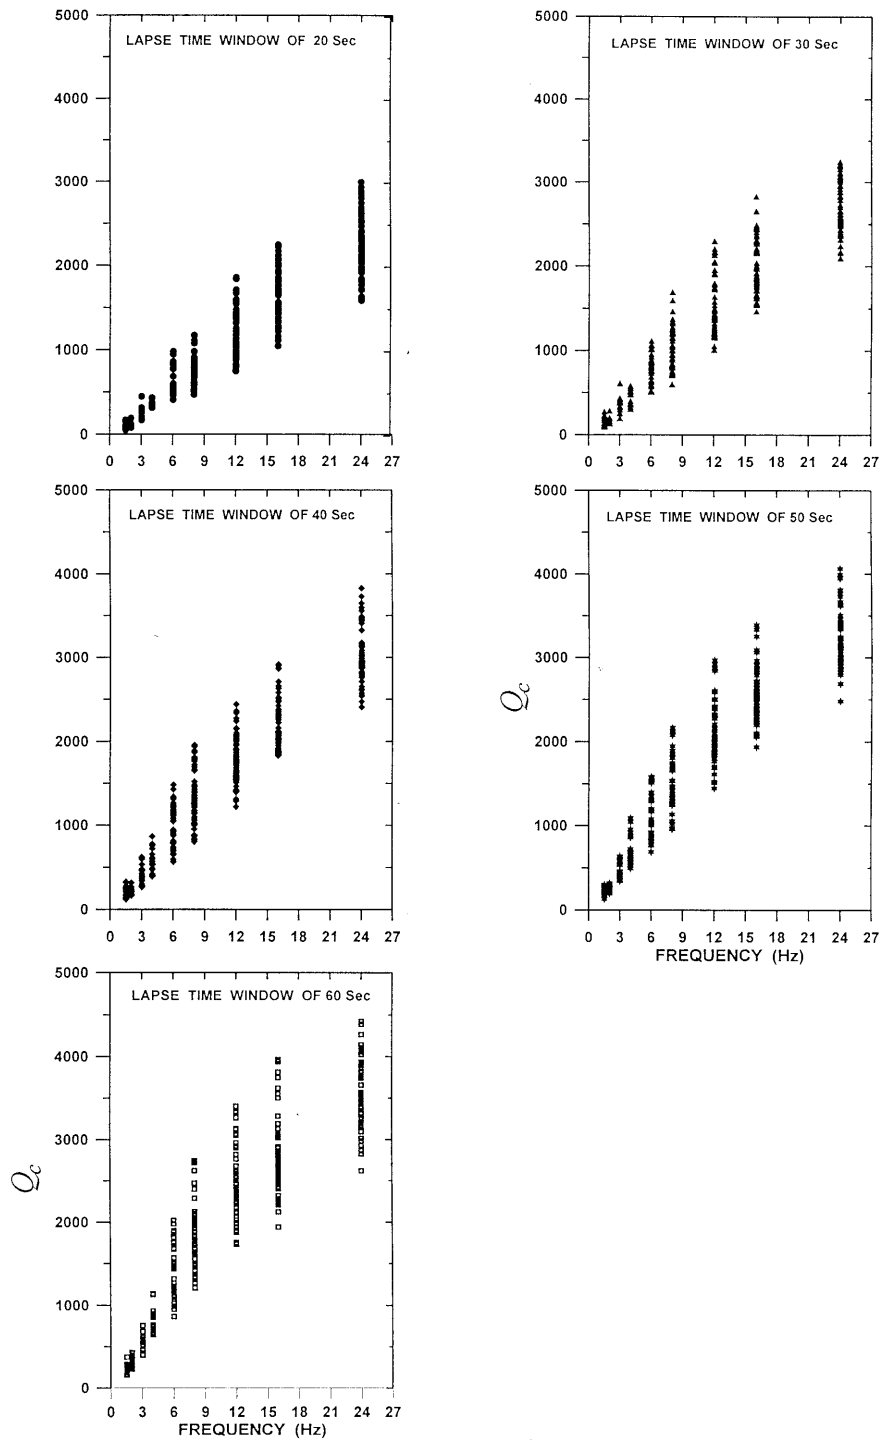 LAPSE TIME WINDOW OF 20 Sec
5000
4000
3000
2000
1000
0
0 3 6 9 12 15 18 21 24 27
LAPSE TIME WINDOW OF 30 Sec
5000
4000
3000
2000
1000
0
0 3 6 9 12 15 18 21 24 27
LAPSE TIME WINDOW OF 40 Sec
5000
4000
3000
2000
1000
0
0 3 6 9 12 15 18 21 24 27
LAPSE TIME WINDOW OF 50 Sec
5000
4000
3000
2000
1000
0
Qc
0 3 6 9 12 15 18 21 24 27
FREQUENCY (Hz)
LAPSE TIME WINDOW OF 60 Sec
5000
4000
3000
2000
1000
0
Qc
0 3 6 9 12 15 18 21 24 27
FREQUENCY (Hz)